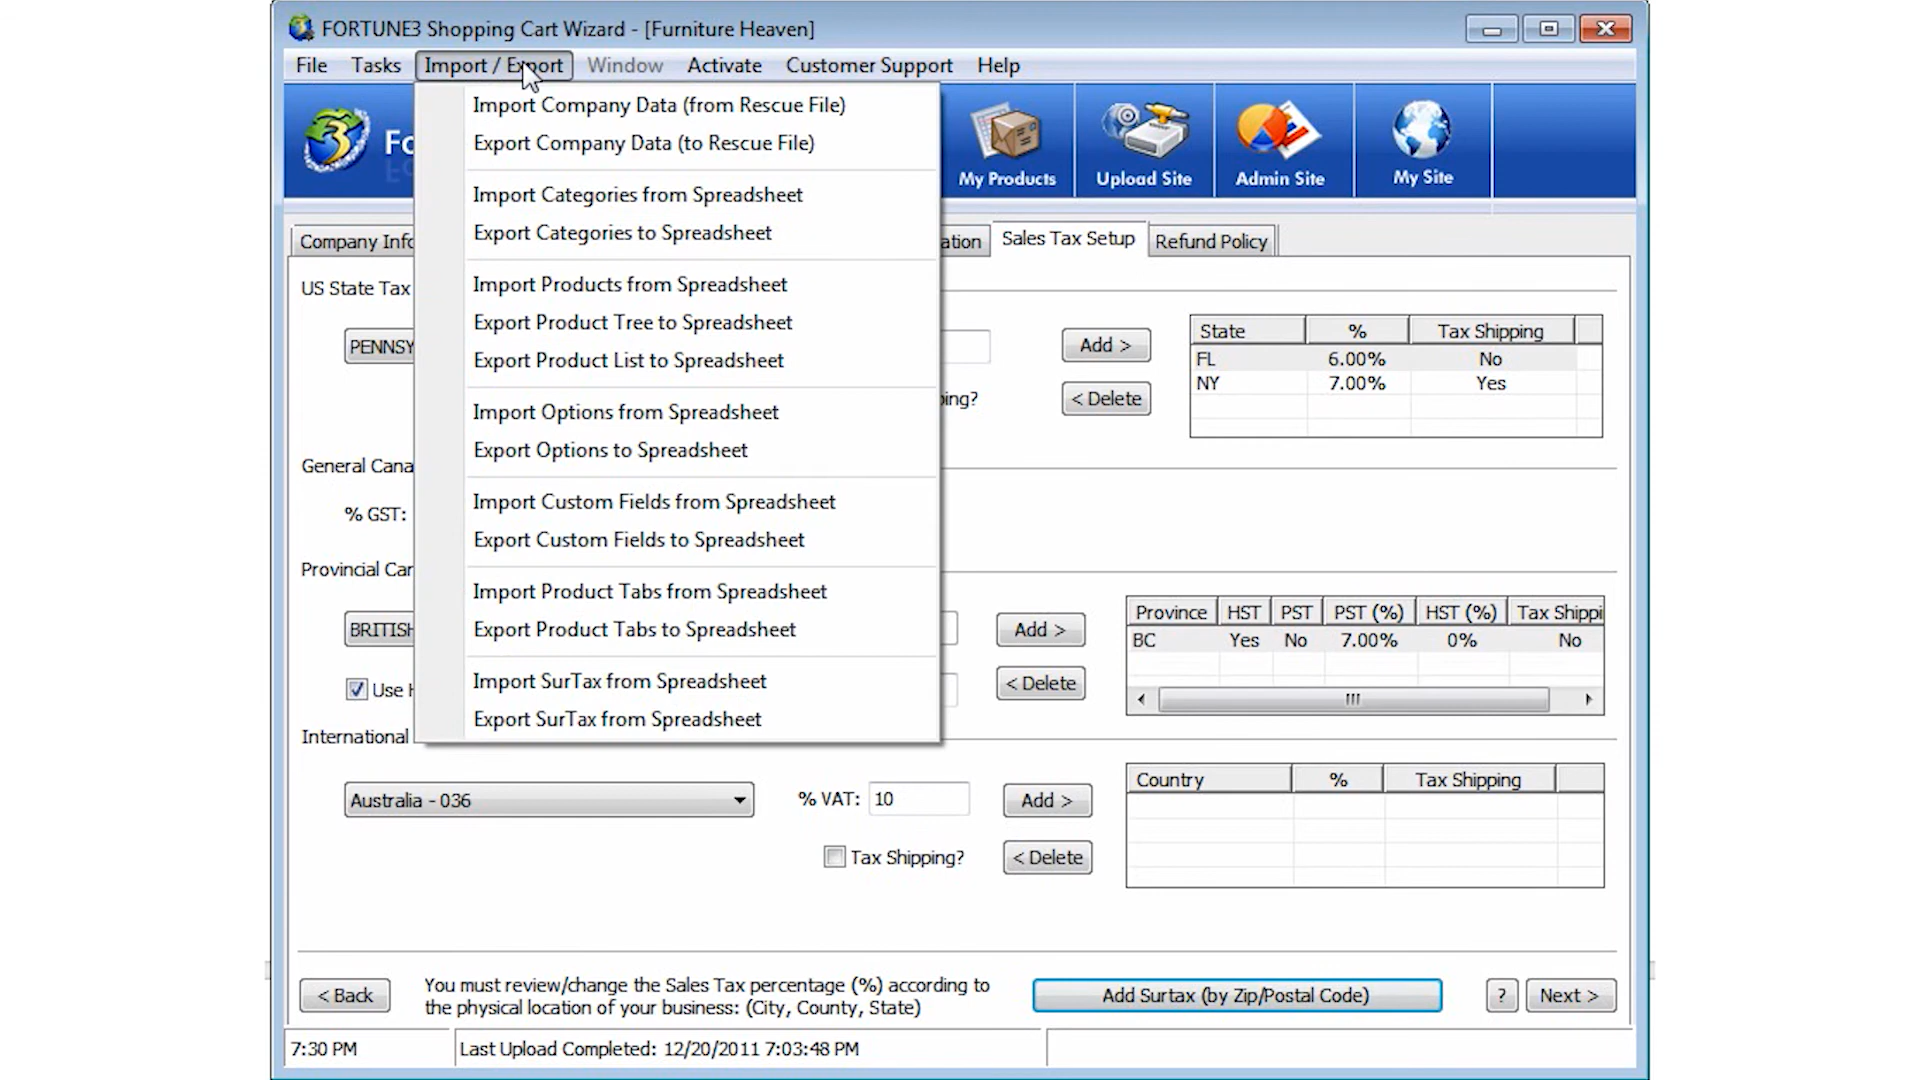 FORTUNE3 Shopping Cart Wizard - [Furniture Heaven]
File Tasks Import / Export Window Activate Customer Support Help
Import Company Data (from Rescue File)
Export Company Data (to Rescue File)
Import Categories from Spreadsheet
Export Categories to Spreadsheet
Import Products from Spreadsheet
Export Product Tree to Spreadsheet
Export Product List to Spreadsheet
Import Options from Spreadsheet
Export Options to Spreadsheet
Import Custom Fields from Spreadsheet
Export Custom Fields to Spreadsheet
Import Product Tabs from Spreadsheet
Export Product Tabs to Spreadsheet
Import SurTax from Spreadsheet
Export SurTax from Spreadsheet
3 Fo
My Products Upload Site Admin Site My Site
Company Info ation Sales Tax Setup Refund Policy
US State Tax
PENNSY Add >
ping? < Delete
State % Tax Shipping
FL 6.00% No
NY 7.00% Yes
General Cana
% GST:
Provincial Car
BRITISH Add >
Use H < Delete
Province HST PST PST (%) HST (%) Tax Shippi
BC Yes No 7.00% 0% No
International
Australia - 036 % VAT: 10 Add >
Tax Shipping? < Delete
Country % Tax Shipping
< Back
You must review/change the Sales Tax percentage (%) according to
the physical location of your business: (City, County, State)
Add Surtax (by Zip/Postal Code) ? Next >
7:30 PM Last Upload Completed: 12/20/2011 7:03:48 PM